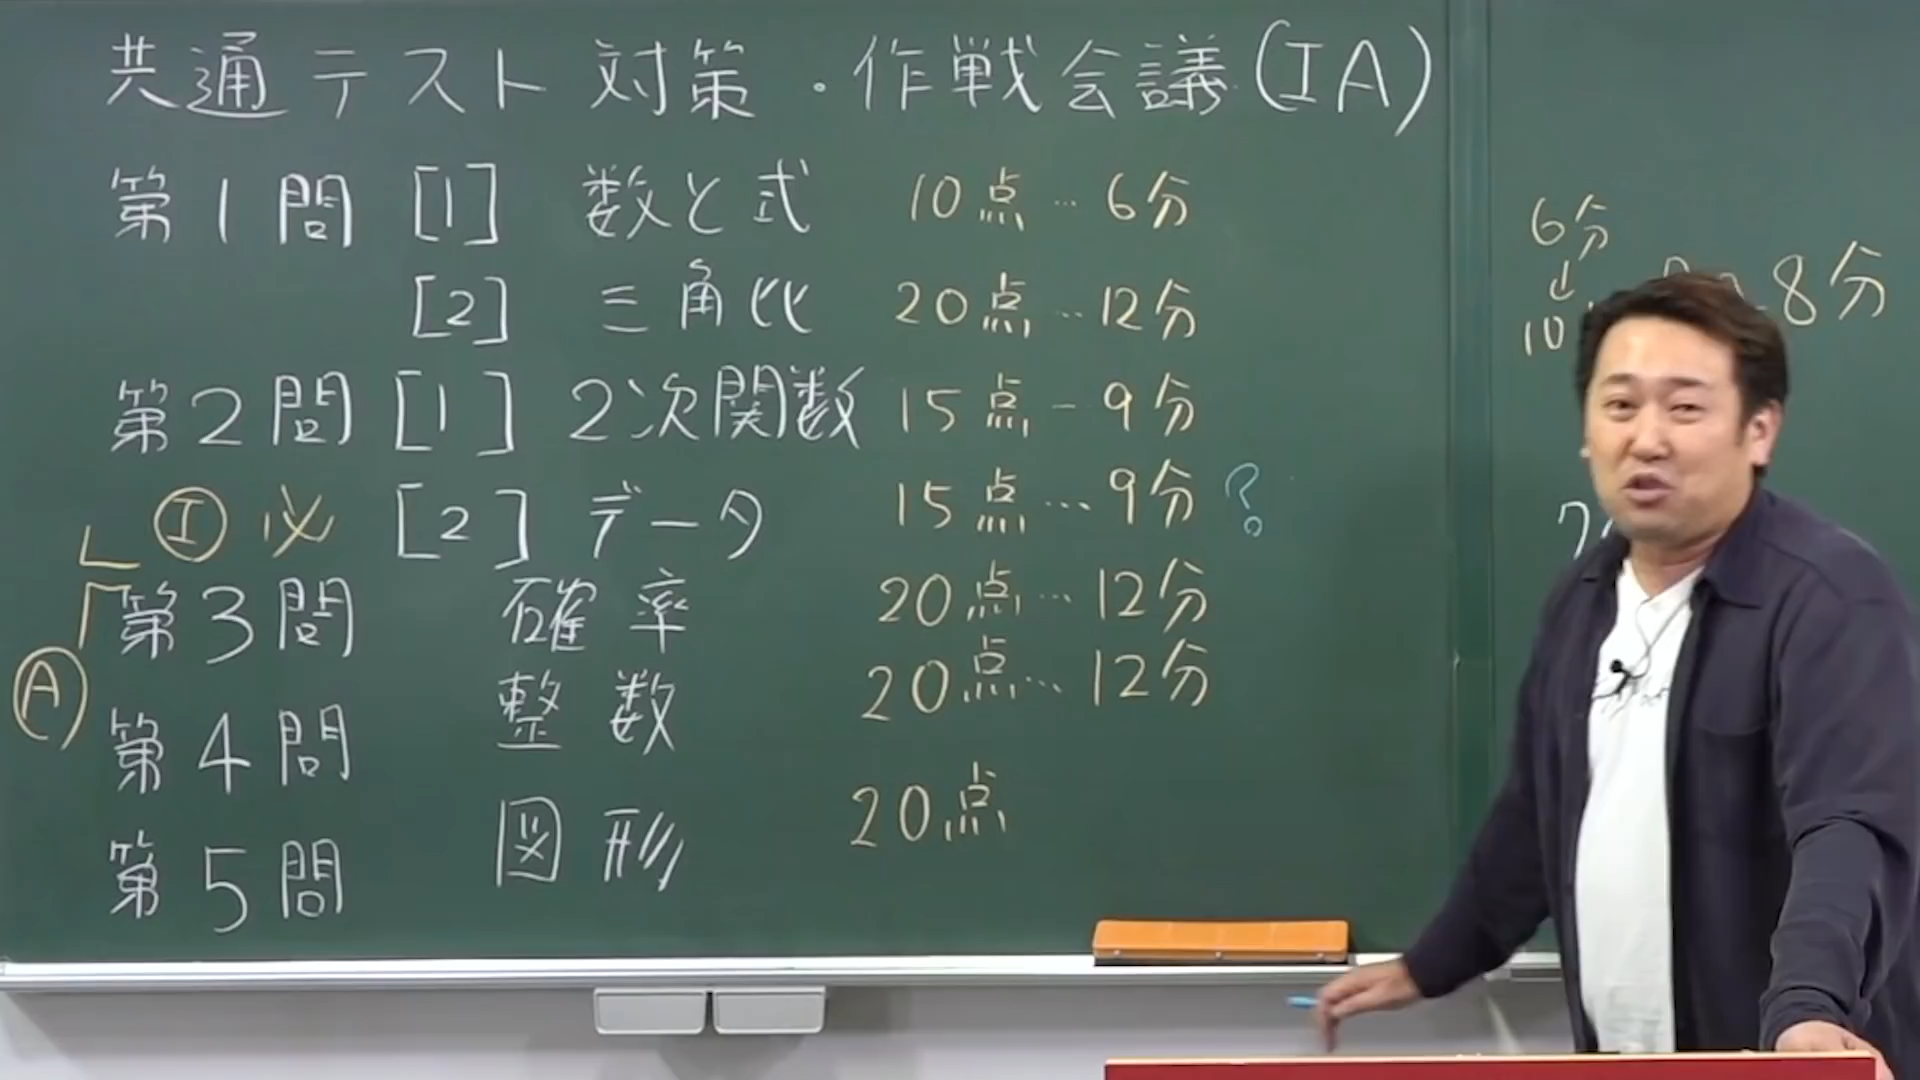 共通テスト対策・作戦会議(IA)
第1問 [1] 数と式 10点…6分
[2] 三角比 20点…12分
第2問 [1] 2次関数 15点-9分
Ⓘ 必 [2] データ 15点…9分?
第3問 確率 20点…12分
Ⓐ
第4問 整数 20点…12分
第5問 図形 20点
6分
↓
10
8分